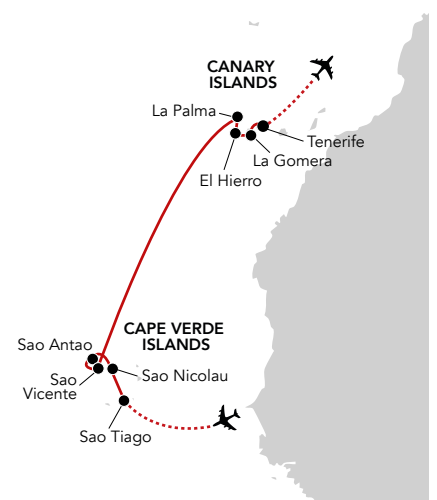 CANARY
ISLANDS
La Palma
Tenerife
La Gomera
El Hierro
CAPE VERDE
ISLANDS
Sao Antao
Sao Nicolau
Sao
Vicente
Sao Tiago